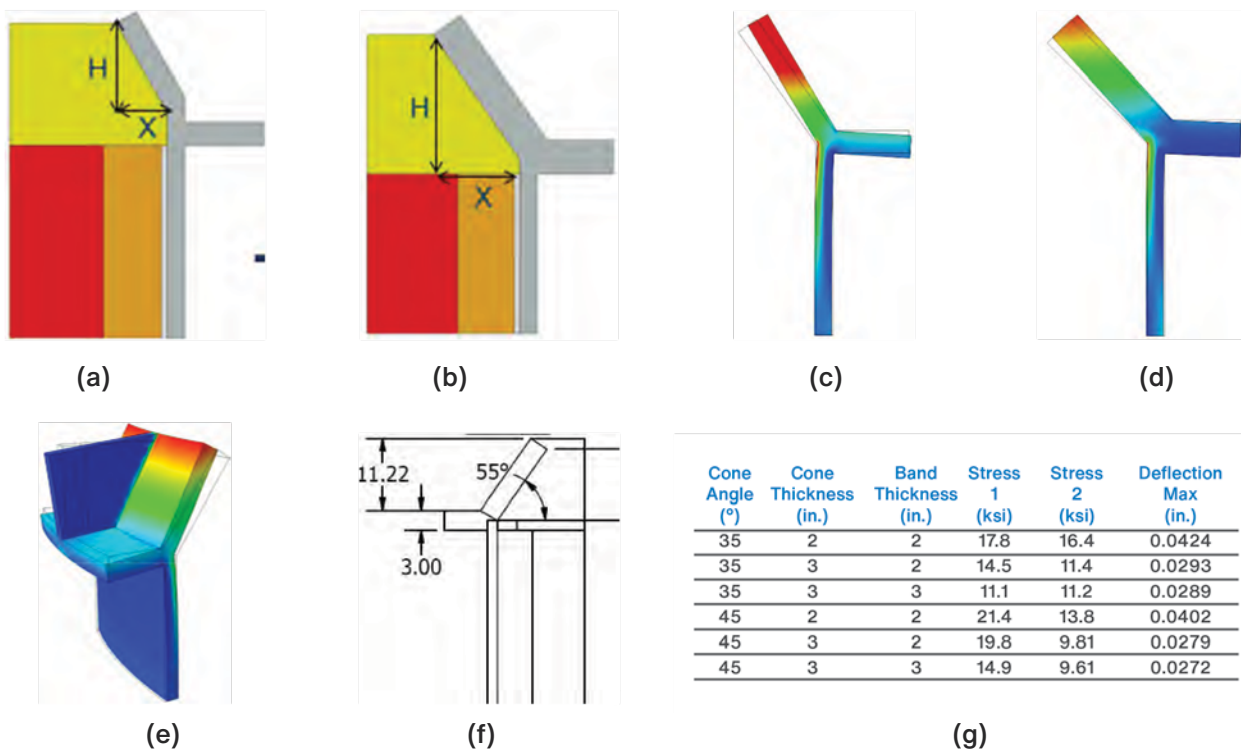 H
X
H
X
(a)
(b)
(c)
(d)
11.22
55°
3.00
Cone Cone Band Stress Stress Deflection
Angle Thickness Thickness 1 2 Max
(°) (in.) (in.) (ksi) (ksi) (in.)
35 2 2 17.8 16.4 0.0424
35 3 2 14.5 11.4 0.0293
35 3 3 11.1 11.2 0.0289
45 2 2 21.4 13.8 0.0402
45 3 2 19.8 9.81 0.0279
45 3 3 14.9 9.61 0.0272
(e)
(f)
(g)